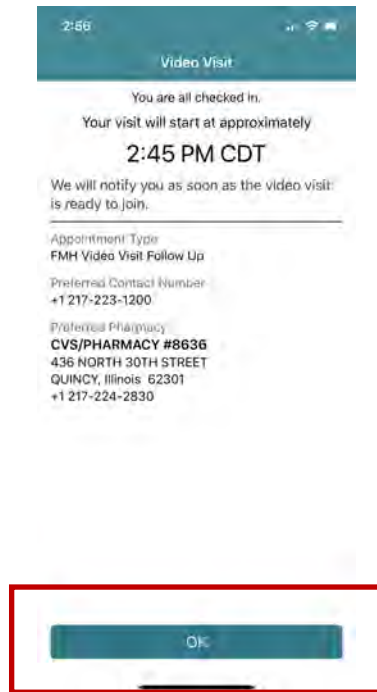 2:56
Video Visit
You are all checked in.
Your visit will start at approximately
2:45 PM CDT
We will notify you as soon as the video visit
is ready to join.
Appointment Type
FMH Video Visit Follow Up
Preferred Contact Number
+1 217-223-1200
Preferred Pharmacy
CVS/PHARMACY #8636
436 NORTH 30TH STREET
QUINCY, Illinois 62301
+1 217-224-2830
OK